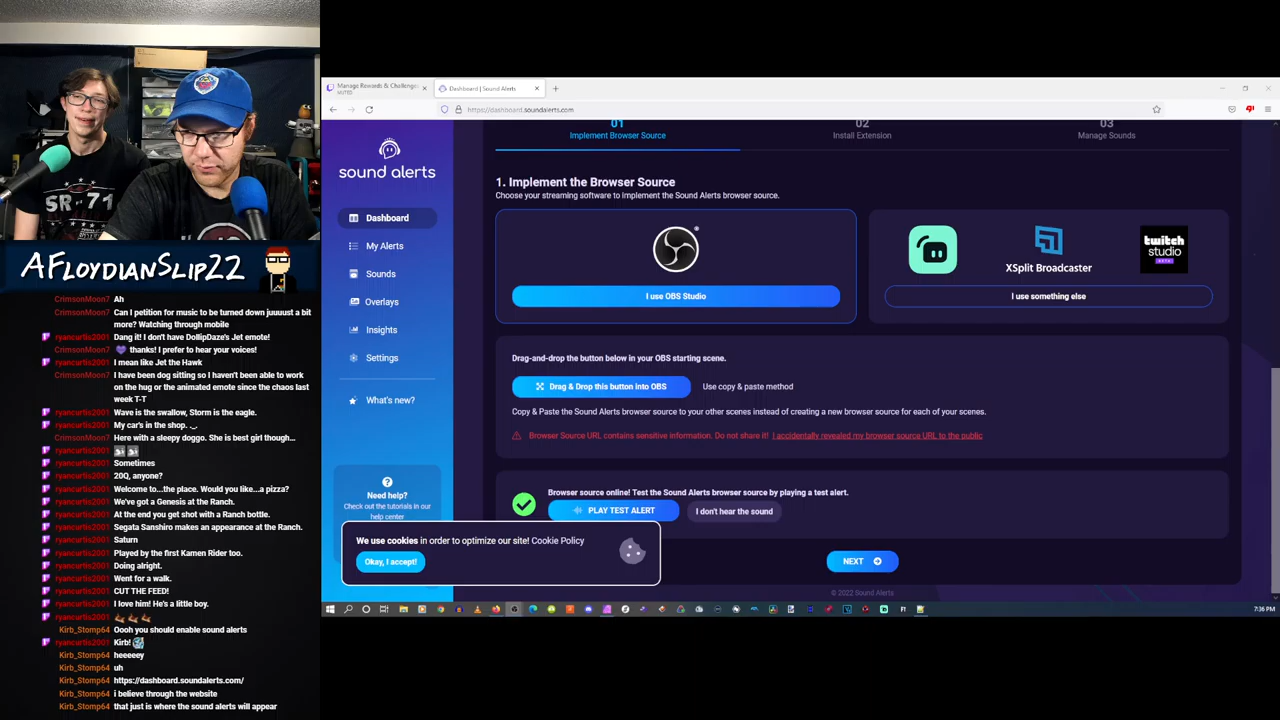 SR-71
AFLOYDIANSLIP22
CrimsonMoon7 Ah
Can I petition for music to be turned down juuuust a bit
CrimsonMoon7 more? Watching through mobile
ryancurtis2001 Dang it! I don't have DollipDaze's Jet emote!
CrimsonMoon7 thanks! I prefer to hear your voices!
ryancurtis2001 I mean like Jet the Hawk
CrimsonMoon7 I have been dog sitting so I haven't been able to work
on the hug or the animated emote since the chaos last
week T-T
ryancurtis2001 Wave is the swallow, Storm is the eagle.
ryancurtis2001 My car's in the shop. ._.
CrimsonMoon7 Here with a sleepy doggo. She is best girl though...
ryancurtis2001
ryancurtis2001 Sometimes
ryancurtis2001 20Q, anyone?
ryancurtis2001 Welcome to...the place. Would you like...a pizza?
ryancurtis2001 We've got a Genesis at the Ranch.
ryancurtis2001 At the end you get shot with a Ranch bottle.
ryancurtis2001 Segata Sanshiro makes an appearance at the Ranch.
ryancurtis2001 Saturn
ryancurtis2001 Played by the first Kamen Rider too.
ryancurtis2001 Doing alright.
ryancurtis2001 Went for a walk.
ryancurtis2001 CUT THE FEED!
ryancurtis2001 I love him! He's a little boy.
ryancurtis2001
Kirb_Stomp64 Oooh you should enable sound alerts
ryancurtis2001 Kirb!
Kirb_Stomp64 heeeeey
Kirb_Stomp64 uh
Kirb_Stomp64 https://dashboard.soundalerts.com/
Kirb_Stomp64 i believe through the website
Kirb_Stomp64 that just is where the sound alerts will appear
Manage Rewards & Challenges
MUTED
Dashboard | Sound Alerts
https://dashboard.soundalerts.com
sound alerts
Dashboard
My Alerts
Sounds
Overlays
Insights
Settings
What's new?
Need help?
Check out the tutorials in our
help center
01
Implement Browser Source
02
Install Extension
03
Manage Sounds
1. Implement the Browser Source
Choose your streaming software to implement the Sound Alerts browser source.
I use OBS Studio
XSplit Broadcaster
twitch
studio
BETA
I use something else
Drag-and-drop the button below in your OBS starting scene.
Drag & Drop this button into OBS
Use copy & paste method
Copy & Paste the Sound Alerts browser source to your other scenes instead of creating a new browser source for each of your scenes.
Browser Source URL contains sensitive information. Do not share it! I accidentally revealed my browser source URL to the public
Browser source online! Test the Sound Alerts browser source by playing a test alert.
PLAY TEST ALERT
I don't hear the sound
We use cookies in order to optimize our site! Cookie Policy
Okay, I accept!
NEXT
© 2022 Sound Alerts
7:36 PM